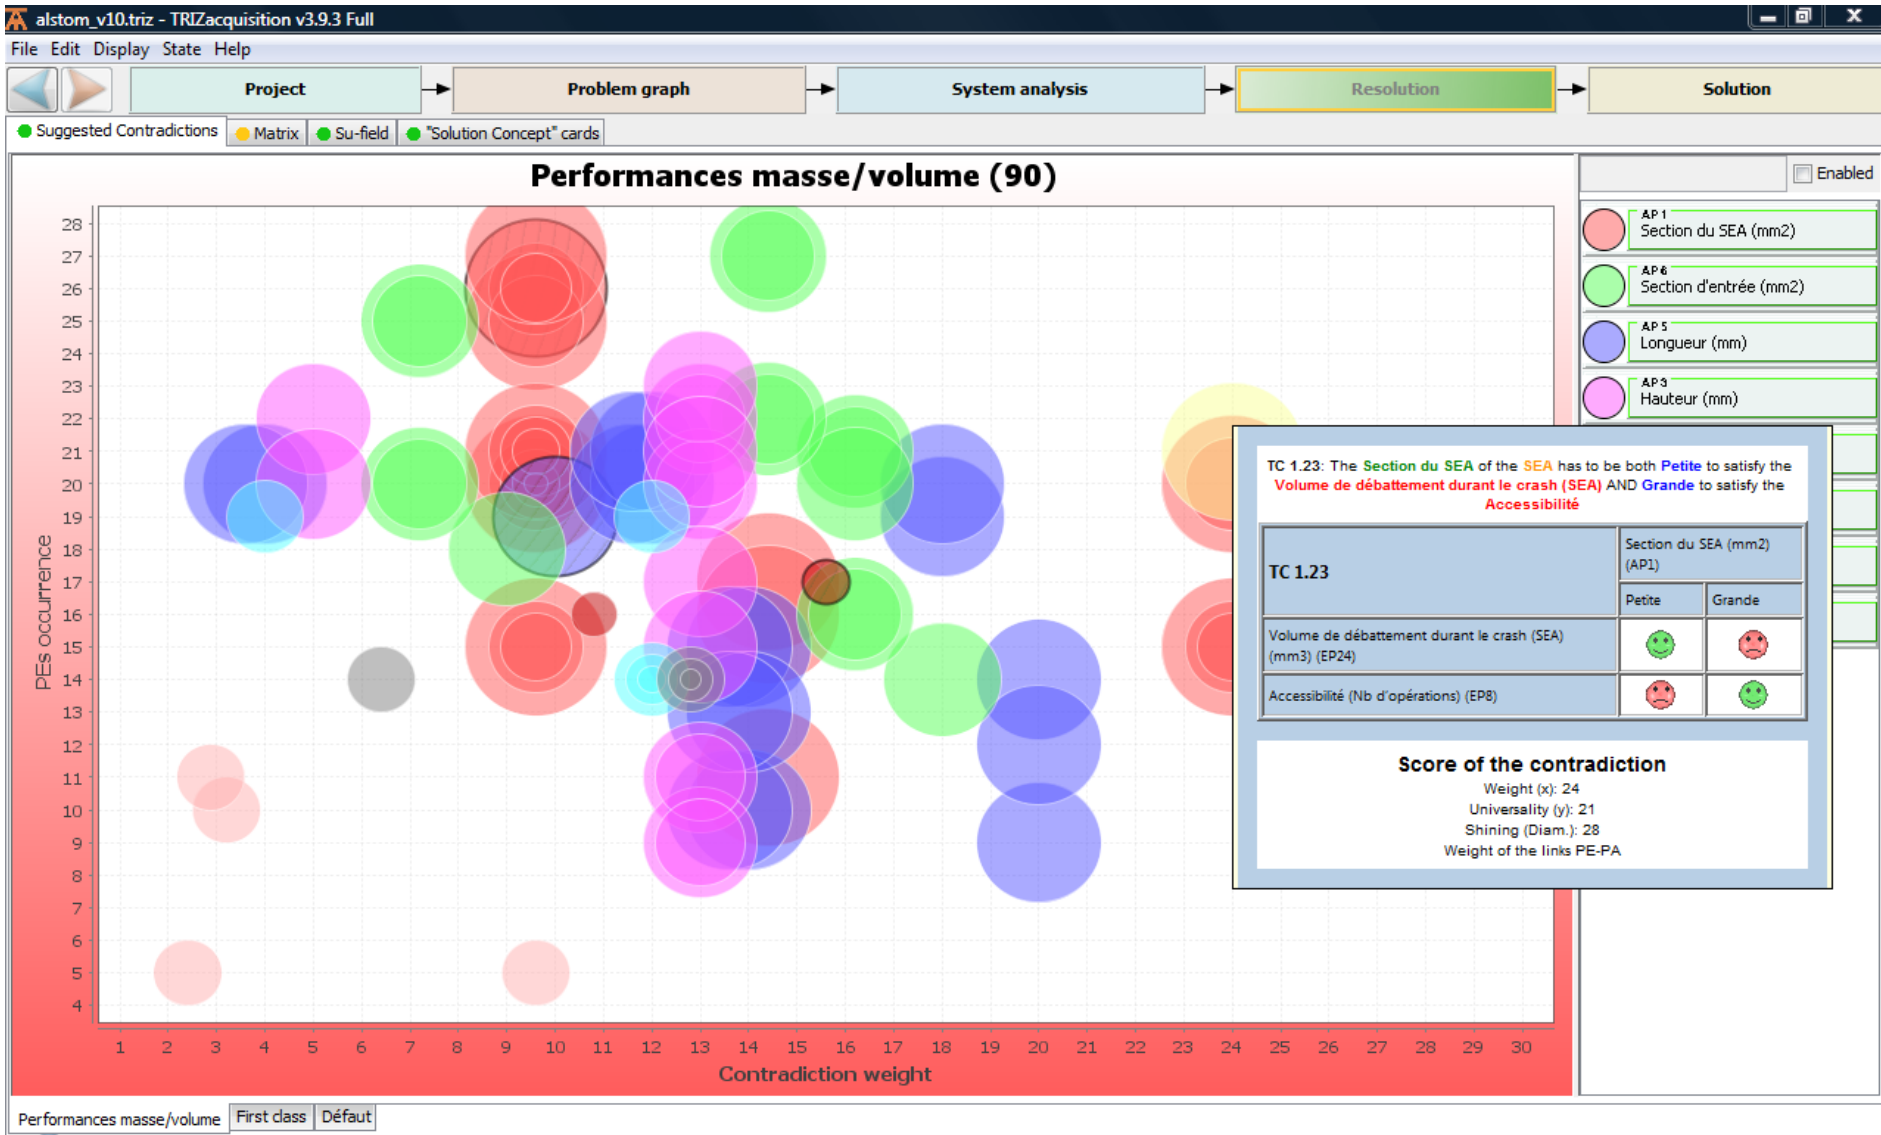 alstom_v10.triz - TRIZacquisition v3.9.3 Full
File Edit Display State Help
Project
Problem graph
System analysis
Resolution
Solution
Suggested Contradictions
Matrix
Su-field
"Solution Concept" cards
Performances masse/volume (90)
Enabled
AP 1
Section du SEA (mm2)
AP 6
Section d'entrée (mm2)
AP 5
Longueur (mm)
AP 3
Hauteur (mm)
PEs occurrence
28
27
26
25
24
23
22
21
20
19
18
17
16
15
14
13
12
11
10
9
8
7
6
5
4
1 2 3 4 5 6 7 8 9 10 11 12 13 14 15 16 17 18 19 20 21 22 23 24 25 26 27 28 29 30
Contradiction weight
TC 1.23: The Section du SEA of the SEA has to be both Petite to satisfy the
Volume de débattement durant le crash (SEA) AND Grande to satisfy the
Accessibilité
TC 1.23
Section du SEA (mm2)
(AP1)
Petite
Grande
Volume de débattement durant le crash (SEA)
(mm3) (EP24)
Accessibilité (Nb d'opérations) (EP8)
Score of the contradiction
Weight (x): 24
Universality (y): 21
Shining (Diam.): 28
Weight of the links PE-PA
Performances masse/volume
First class
Défaut